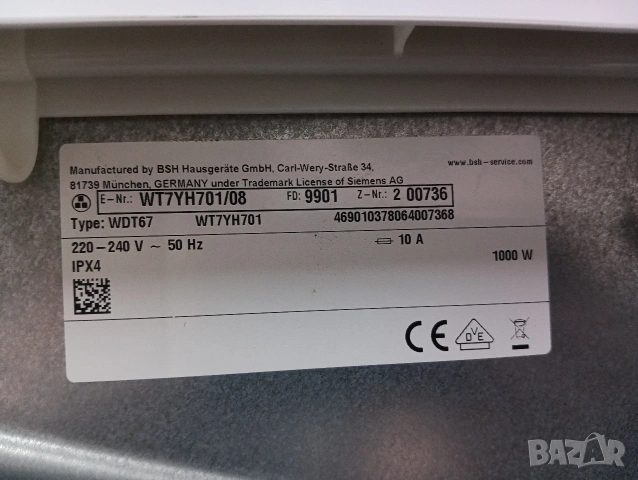 Manufactured by BSH Hausgeräte GmbH, Carl-Wery-Straße 34,
81739 München, GERMANY under Trademark License of Siemens AG
www.bsh-service.com
E-Nr.: WT7YH701/08 FD: 9901 Z-Nr.: 2 00736
Type: WDT67 WT7YH701 469010378064007368
220-240 V ~ 50 Hz 10 A 1000 W
IPX4
CE DVE
BAZAR